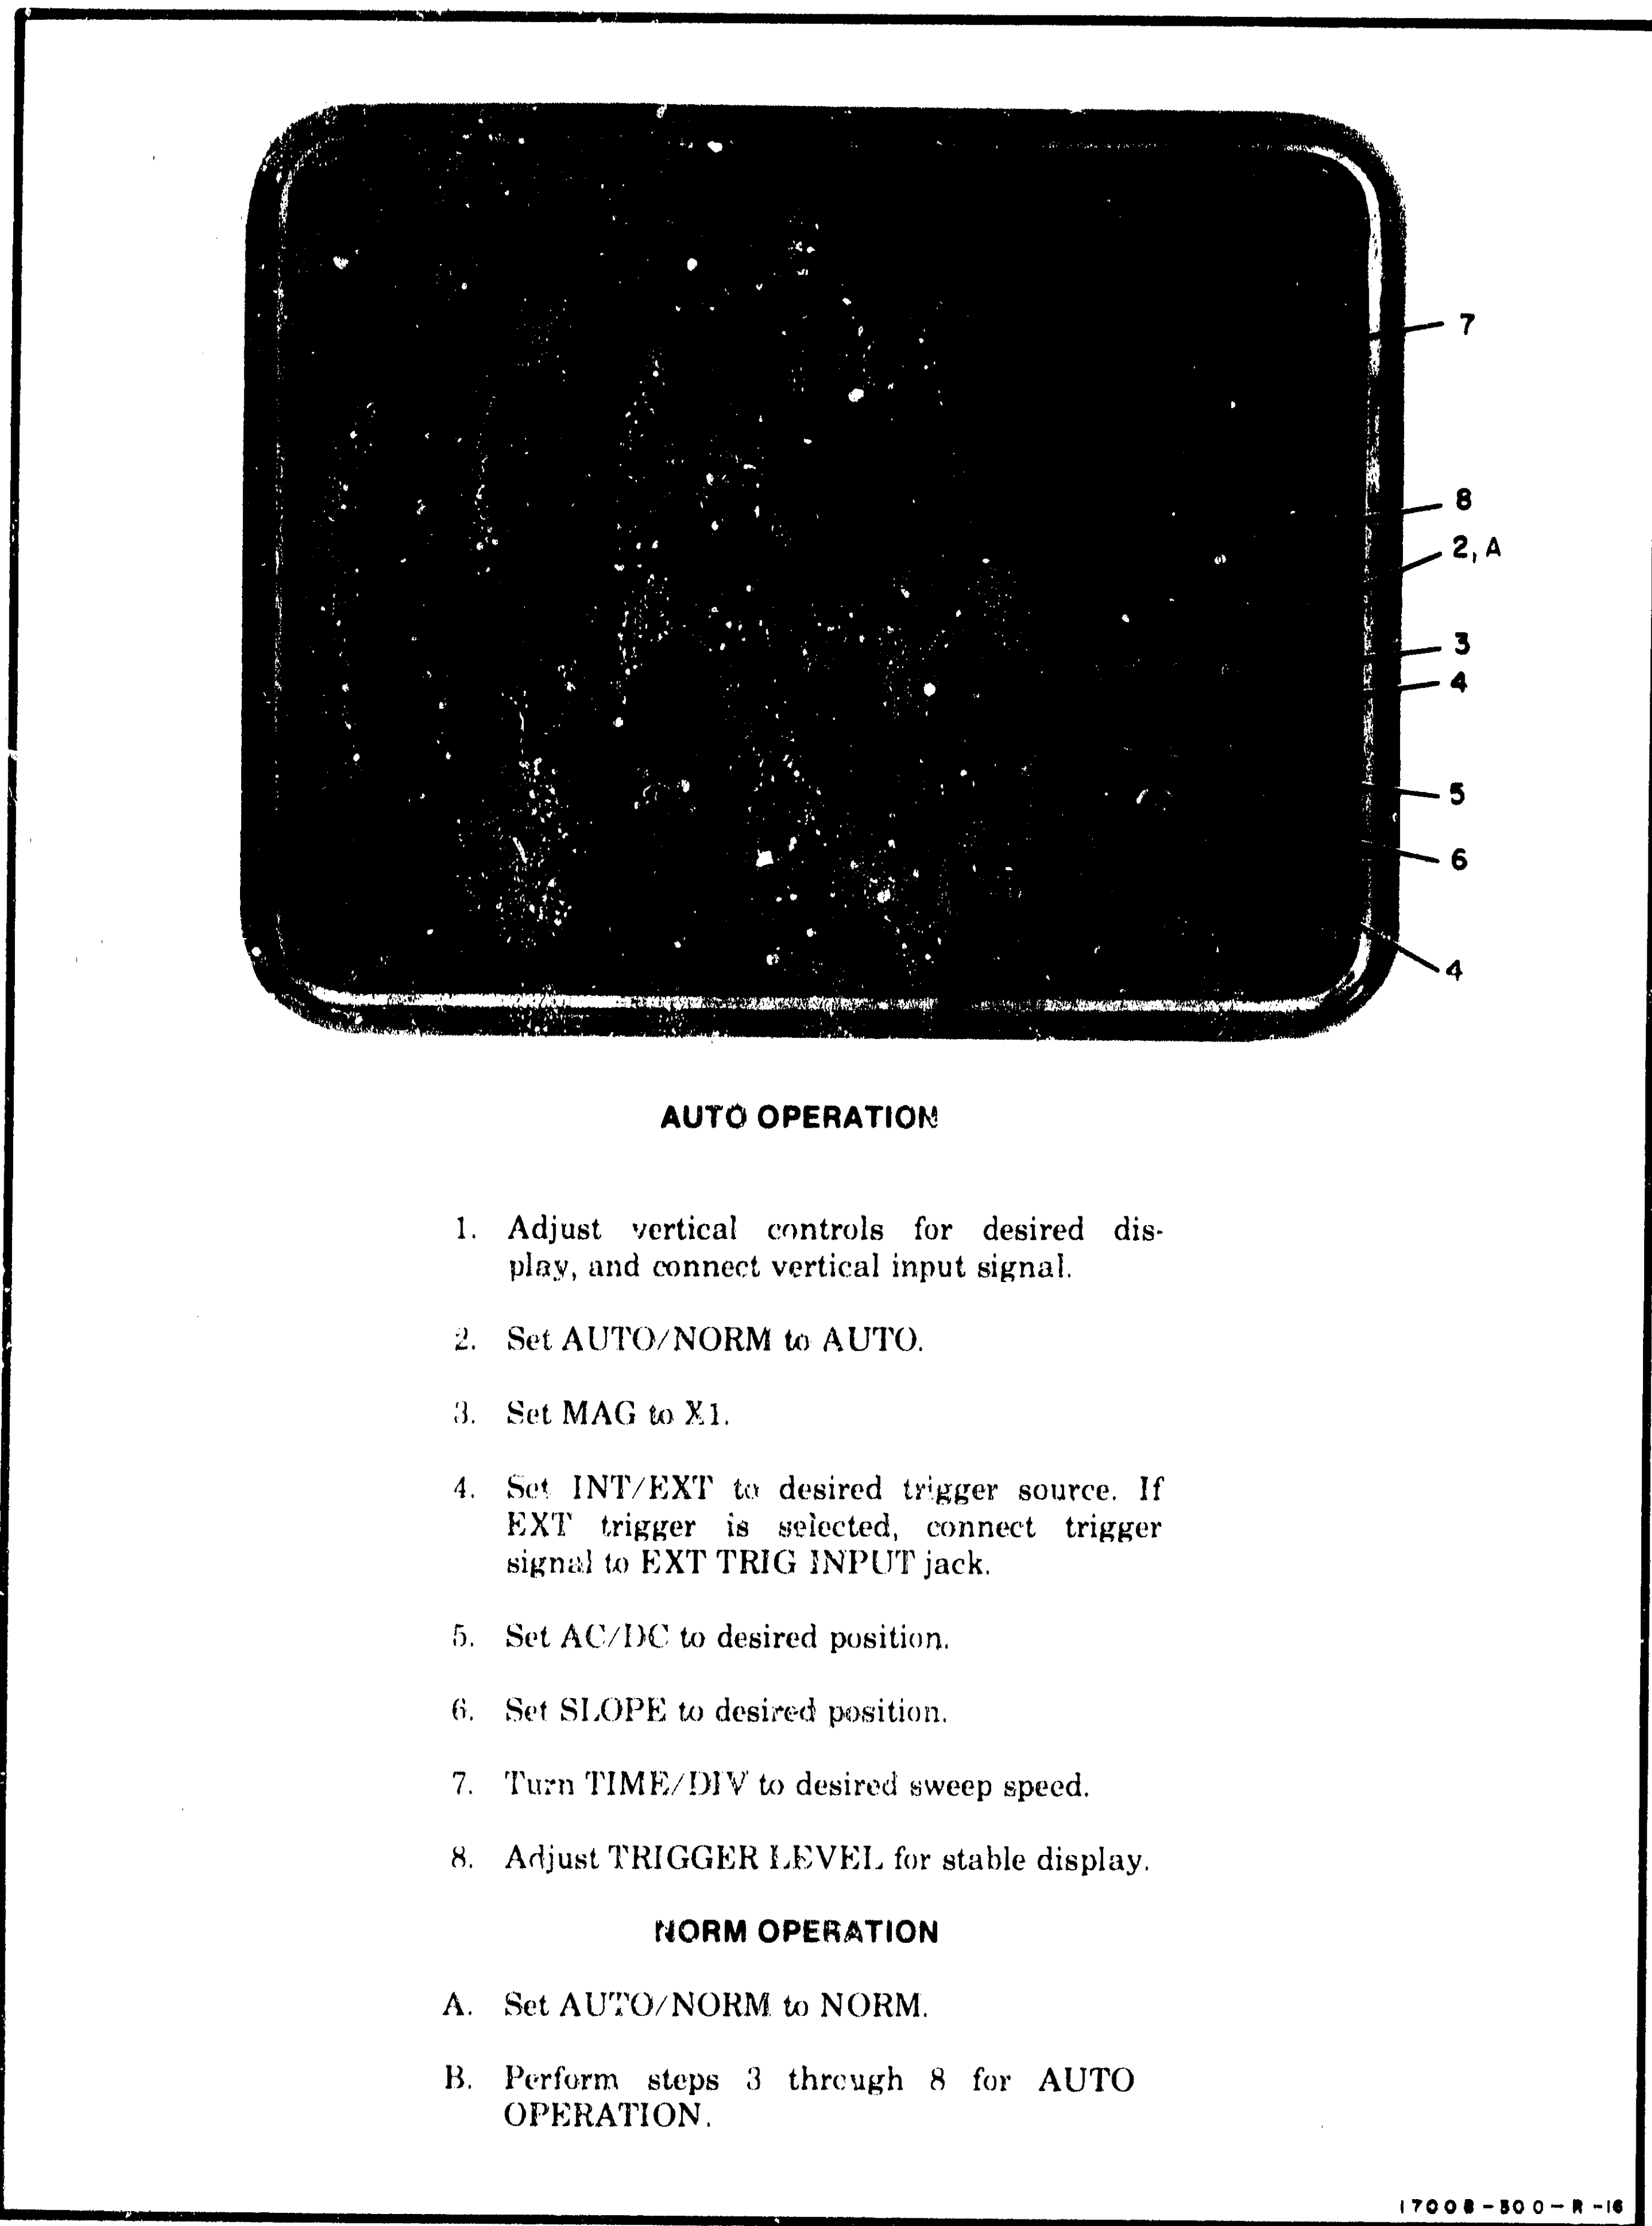 7
8
2, A
3
4
5
6
4
AUTO OPERATION
1. Adjust vertical controls for desired dis-
play, and connect vertical input signal.
2. Set AUTO/NORM to AUTO.
3. Set MAG to X1.
4. Set INT/EXT to desired trigger source. If
EXT trigger is selected, connect trigger
signal to EXT TRIG INPUT jack.
5. Set AC/DC to desired position.
6. Set SLOPE to desired position.
7. Turn TIME/DIV to desired sweep speed.
8. Adjust TRIGGER LEVEL for stable display.
NORM OPERATION
A. Set AUTO/NORM to NORM.
B. Perform steps 3 through 8 for AUTO
OPERATION.